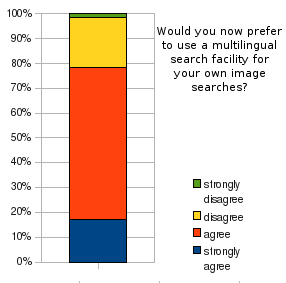 Would you now prefer
to use a multilingual
search facility for
your own image
searches?
100%
90%
80%
70%
60%
50%
40%
30%
20%
10%
0%
strongly
disagree
disagree
agree
strongly
agree